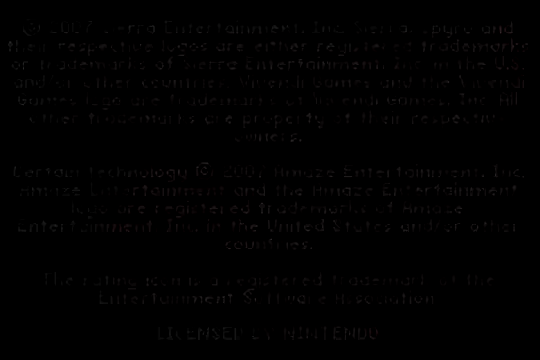 © 2007 Sierra Entertainment, Inc. Sierra, Spyro and
their respective logos are either registered trademarks
or trademarks of Sierra Entertainment, Inc. in the U.S.
and/or other countries. Vivendi Games and the Vivendi
Games logo are trademarks of Vivendi Games, Inc. All
other trademarks are property of their respective
owners.
Certain technology © 2007 Amaze Entertainment, Inc.
Amaze Entertainment and the Amaze Entertainment
logo are registered trademarks of Amaze
Entertainment, Inc. in the United States and/or other
countries.
The rating icon is a registered trademark of the
Entertainment Software Association
LICENSED BY NINTENDO